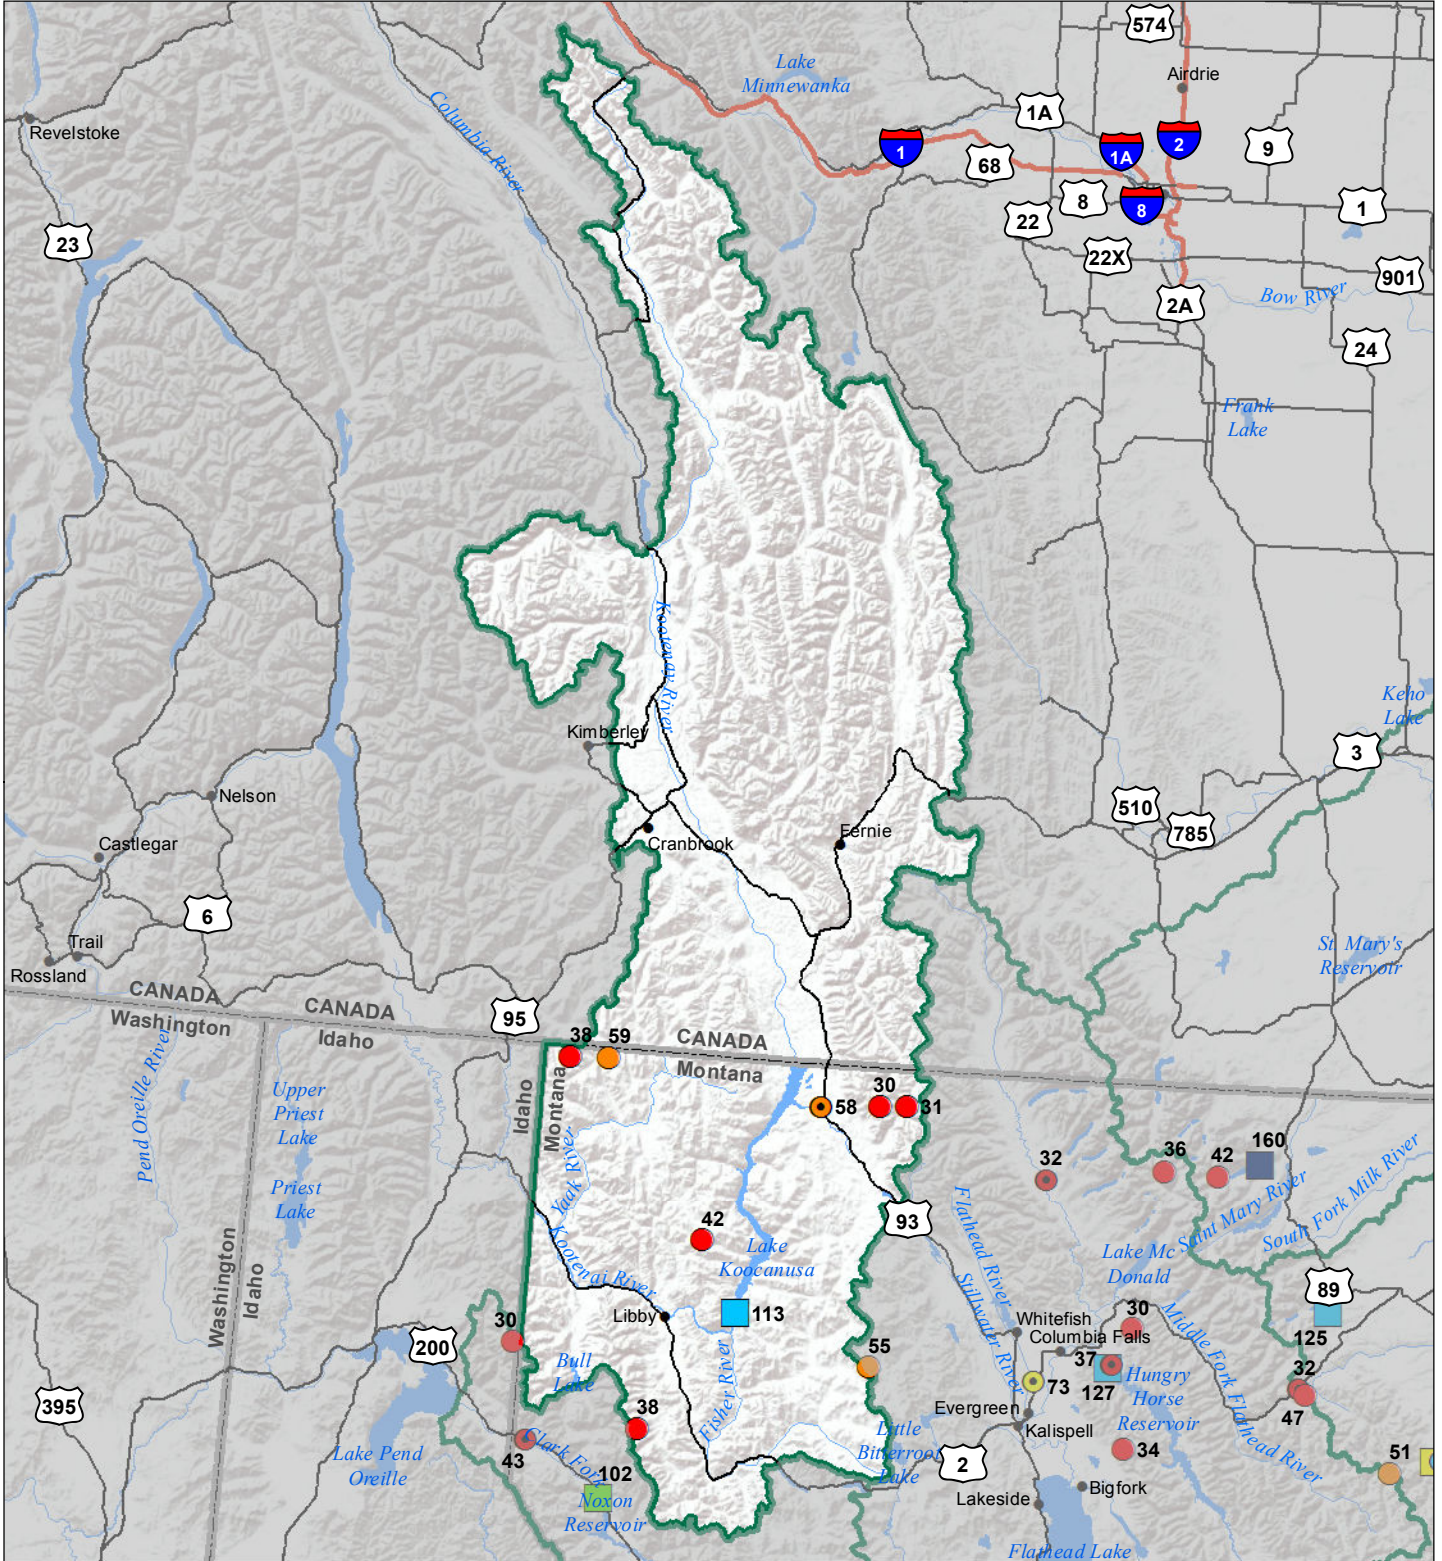 574
Airdrie
Lake
Minnewanka
1A
Columbia River
Revelstoke
1
68
1A
2
9
8
8
22
1
23
22X
901
Bow River
2A
24
Frank
Lake
Kootenay River
Keho
Lake
Kimberley
3
Nelson
510
785
Castlegar
Cranbrook
Fernie
6
Trail
Rossland
St. Mary's
Reservoir
CANADA
Washington
CANADA
Idaho
95
38
59
CANADA
Montana
Pend Oreille River
Upper
Priest
Lake
Idaho
Montana
58
30
31
Priest
Lake
Yaak River
32
36
42
160
Saint Mary River
South Fork Milk River
93
Flathead River
42
Lake
Koocanusa
Kootenai River
Lake Mc
Donald
Washington
Idaho
Stillwater River
89
Libby
113
30
200
Whitefish
Columbia Falls
30
125
Middle Fork Flathead River
Bull
Lake
55
37
127
Hungry
Horse
Reservoir
32
47
73
395
Fisher River
38
Evergreen
Kalispell
Little
Bitterroot
Lake
Lake Pend
Oreille
43
Clark Fork
34
2
51
102
Noxon
Reservoir
Bigfork
Lakeside
Flathead Lake